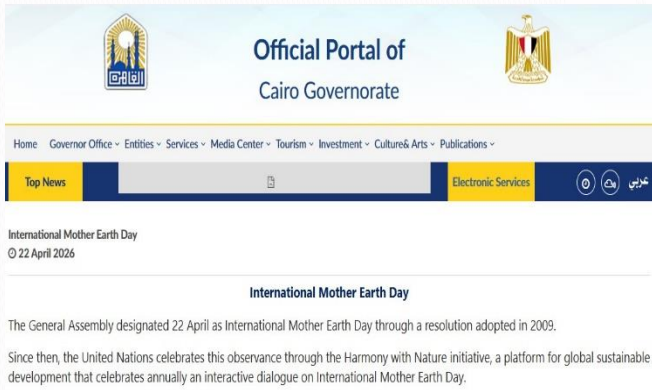 القاهرة
Official Portal of
Cairo Governorate
Home Governor Office Entities Services Media Center Tourism Investment Culture& Arts Publications
Top News Electronic Services عربي
International Mother Earth Day
22 April 2026
International Mother Earth Day
The General Assembly designated 22 April as International Mother Earth Day through a resolution adopted in 2009.
Since then, the United Nations celebrates this observance through the Harmony with Nature initiative, a platform for global sustainable
development that celebrates annually an interactive dialogue on International Mother Earth Day.